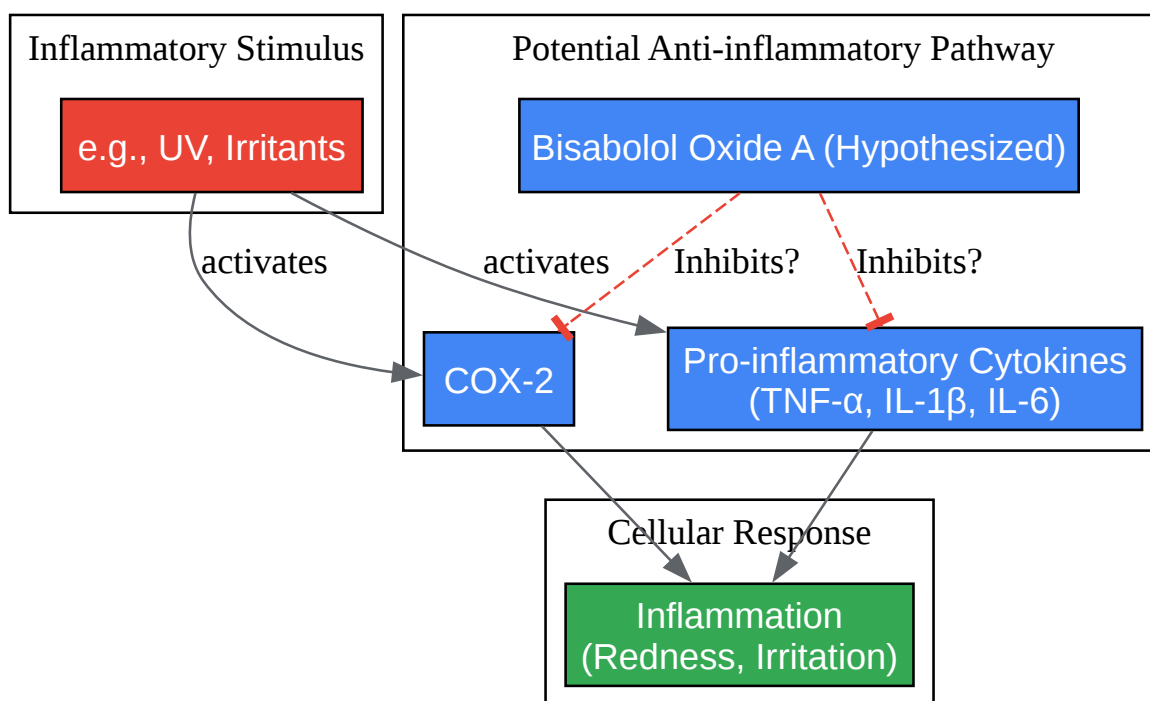 Inflammatory Stimulus
Potential Anti-inflammatory Pathway
e.g., UV, Irritants
Bisabolol Oxide A (Hypothesized)
activates
activates
Inhibits?
Inhibits?
COX-2
Pro-inflammatory Cytokines
(TNF-α, IL-1β, IL-6)
Cellular Response
Inflammation
(Redness, Irritation)